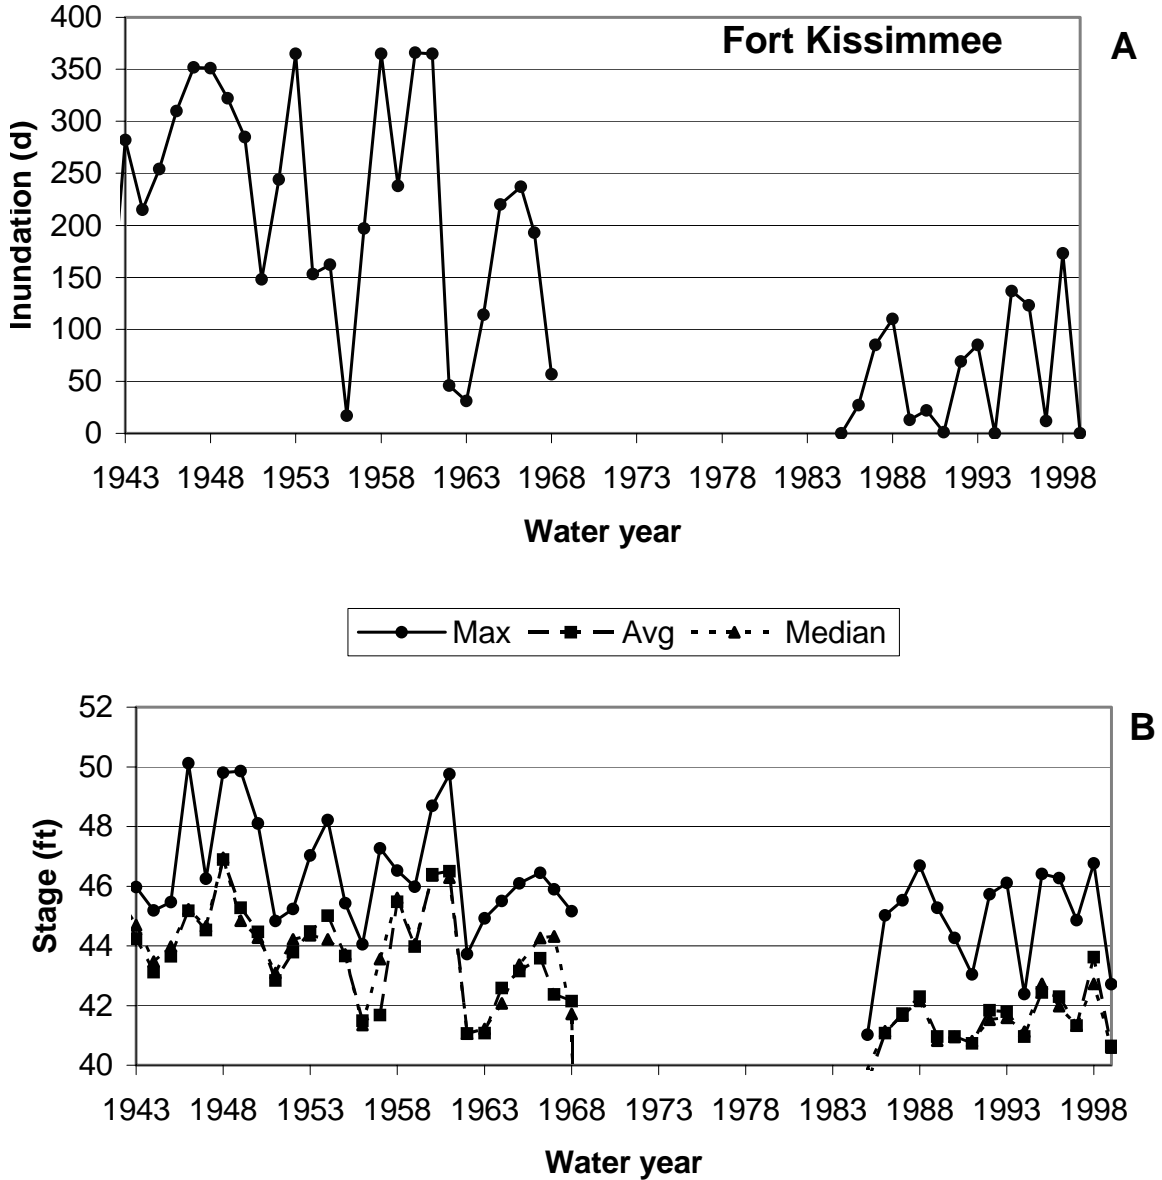 Fort Kissimmee
A
Inundation (d)
400
350
300
250
200
150
100
50
0
1943 1948 1953 1958 1963 1968 1973 1978 1983 1988 1993 1998
Water year
Max Avg Median
B
Stage (ft)
52
50
48
46
44
42
40
1943 1948 1953 1958 1963 1968 1973 1978 1983 1988 1993 1998
Water year